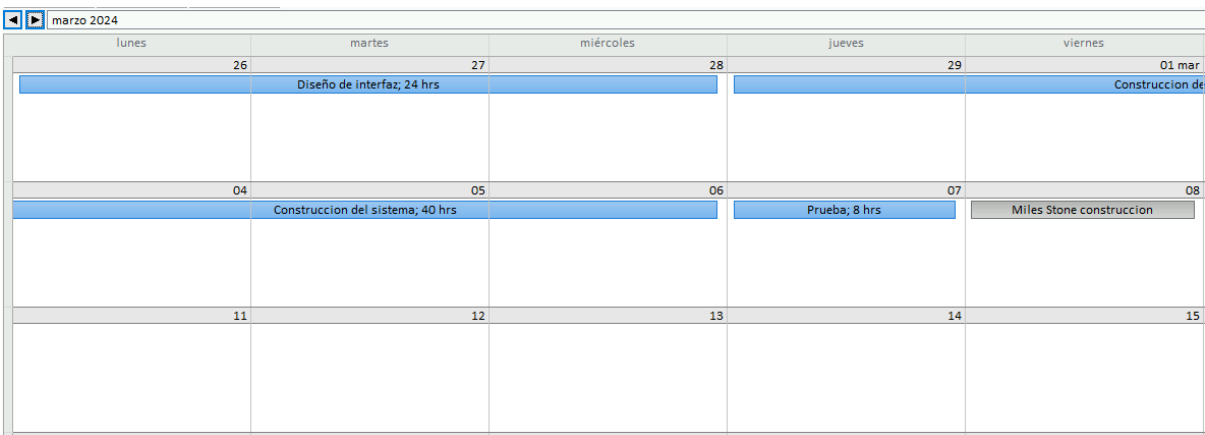 marzo 2024
lunes martes miércoles jueves viernes
26 27 28 29 01 mar
Diseño de interfaz; 24 hrs Construccion de
04 05 06 07 08
Construccion del sistema; 40 hrs Prueba; 8 hrs Miles Stone construccion
11 12 13 14 15